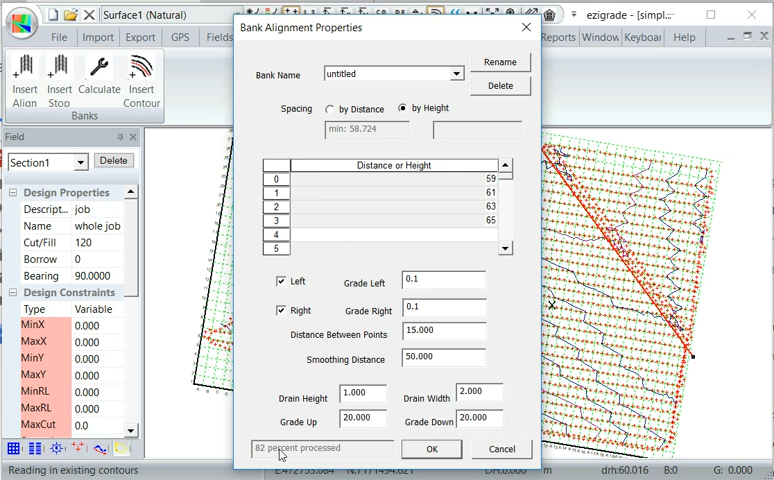 Surface1 (Natural)
ezigrade - [simpl...
File
Import
Export
GPS
Fields
Reports
Window
Keyboar
Help
Insert Align
Insert Stop
Calculate
Insert Contour
Banks
Field
Section1
Delete
Design Properties
Descript... job
Name whole job
Cut/Fill 120
Borrow 0
Bearing 90.0000
Design Constraints
Type Variable
MinX 0.000
MaxX 0.000
MinY 0.000
MaxY 0.000
MinRL 0.000
MaxRL 0.000
MaxCut 0.0
Bank Alignment Properties
Bank Name untitled
Rename
Delete
Spacing by Distance by Height
min: 58.724
Distance or Height
0 59
1 61
2 63
3 65
4
5
Left Grade Left 0.1
Right Grade Right 0.1
Distance Between Points 15.000
Smoothing Distance 50.000
Drain Height 1.000 Drain Width 2.000
Grade Up 20.000 Grade Down 20.000
82 percent processed
OK
Cancel
X
Reading in existing contours
DH:0.000
drh:60.016
B:0
G: 0.000